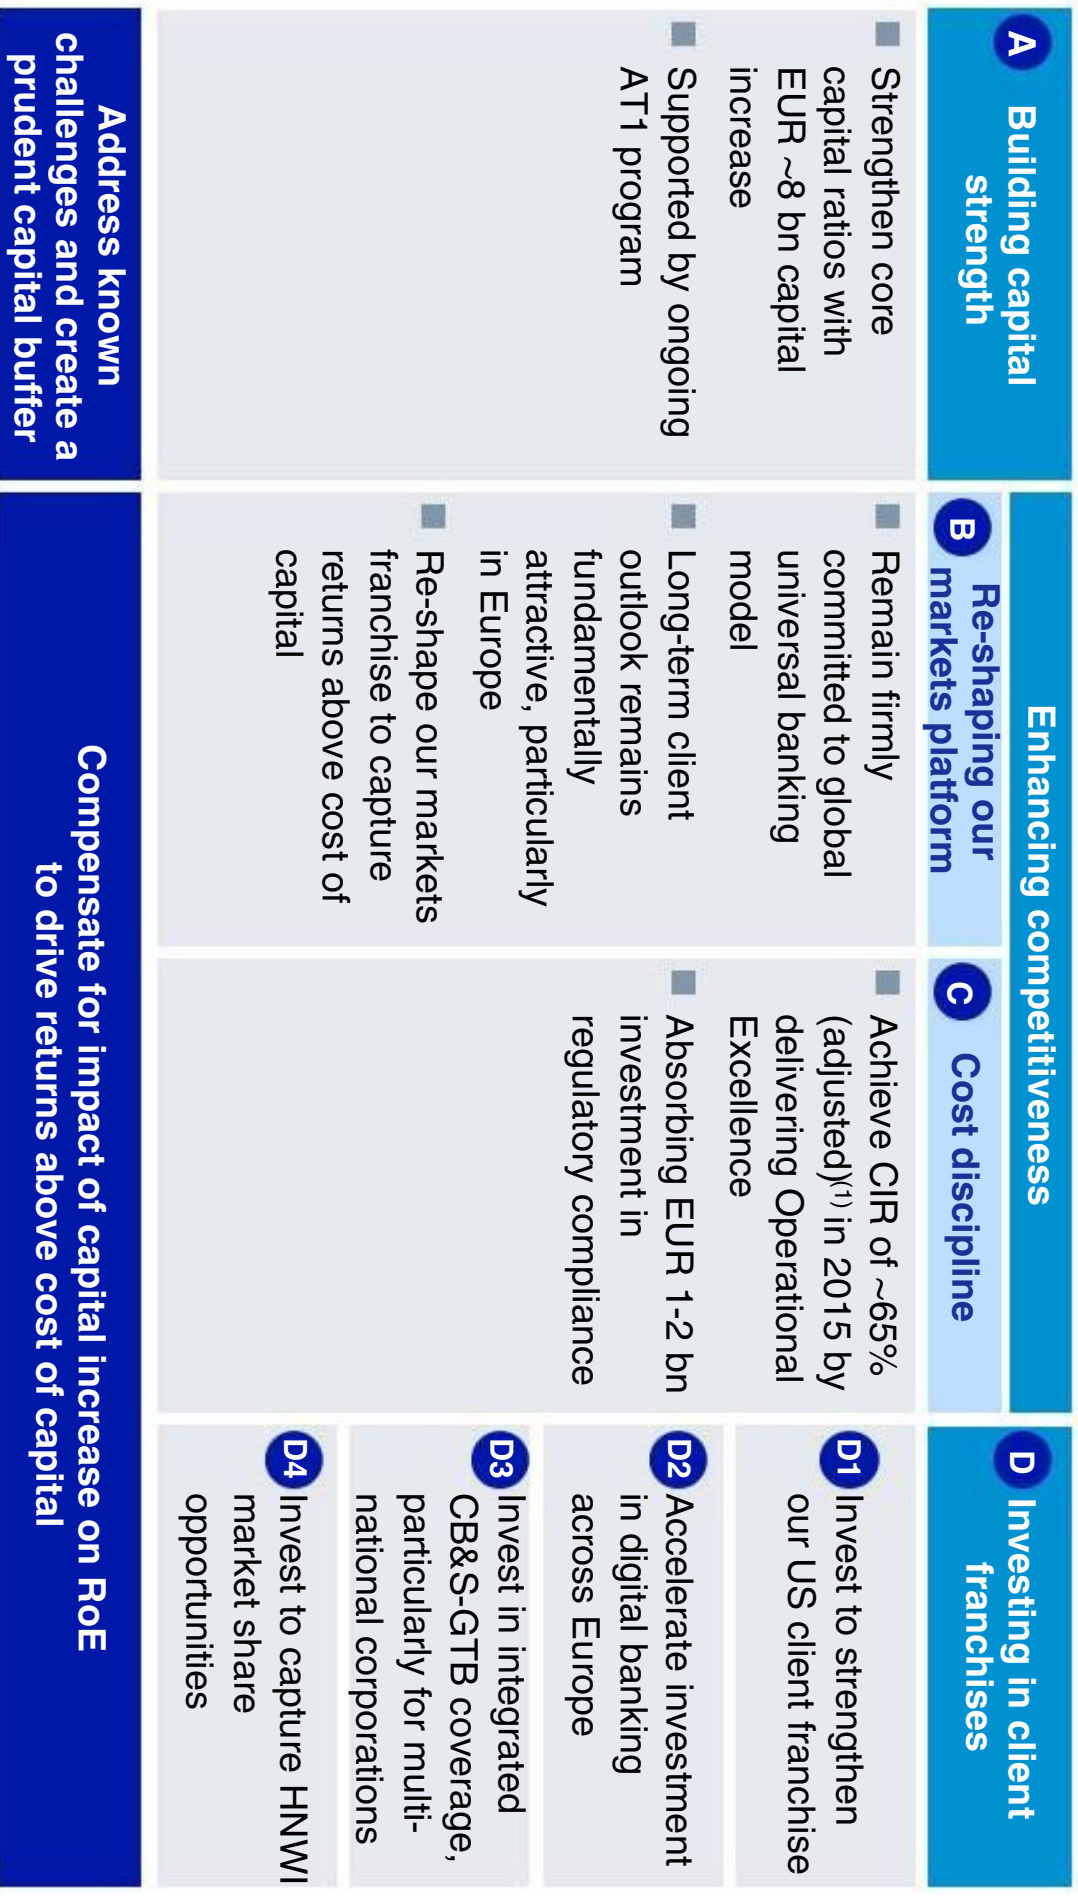 A
Building capital
strength
Strengthen core
capital ratios with
EUR ~8 bn capital
increase
Supported by ongoing
AT1 program
Enhancing competitiveness
B
Re-shaping our
markets platform
Remain firmly
committed to global
universal banking
model
Long-term client
outlook remains
fundamentally
attractive, particularly
in Europe
Re-shape our markets
franchise to capture
returns above cost of
capital
C
Cost discipline
Achieve CIR of ~65%
(adjusted)(1) in 2015 by
delivering Operational
Excellence
Absorbing EUR 1-2 bn
investment in
regulatory compliance
D
Investing in client
franchises
D1
Invest to strengthen
our US client franchise
D2
Accelerate investment
in digital banking
across Europe
D3
Invest in integrated
CB&S-GTB coverage,
particularly for multi-
national corporations
D4
Invest to capture HNWI
market share
opportunities
Address known
challenges and create a
prudent capital buffer
Compensate for impact of capital increase on RoE
to drive returns above cost of capital